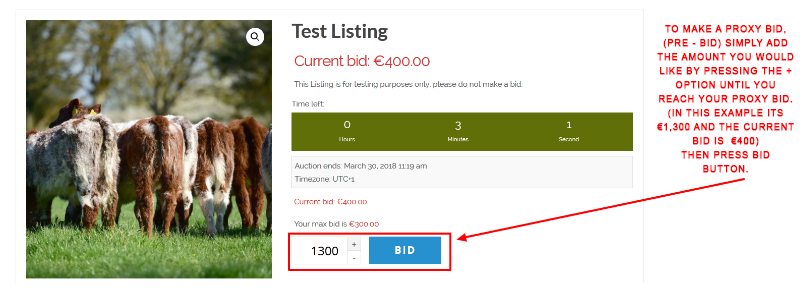 Test Listing
Current bid: €400.00
This Listing is for testing purposes only, please do not make a bid.
Time left:
0 3 1
Hours Minutes Second
Auction ends: March 30, 2018 11:19 am
Timezone: UTC+1
Current bid: €400.00
Your max bid is €300.00
1300 + - BID
TO MAKE A PROXY BID,
(PRE - BID) SIMPLY ADD
THE AMOUNT YOU WOULD
LIKE BY PRESSING THE +
OPTION UNTIL YOU
REACH YOUR PROXY BID.
(IN THIS EXAMPLE ITS
€1,300 AND THE CURRENT
BID IS €400)
THEN PRESS BID
BUTTON.